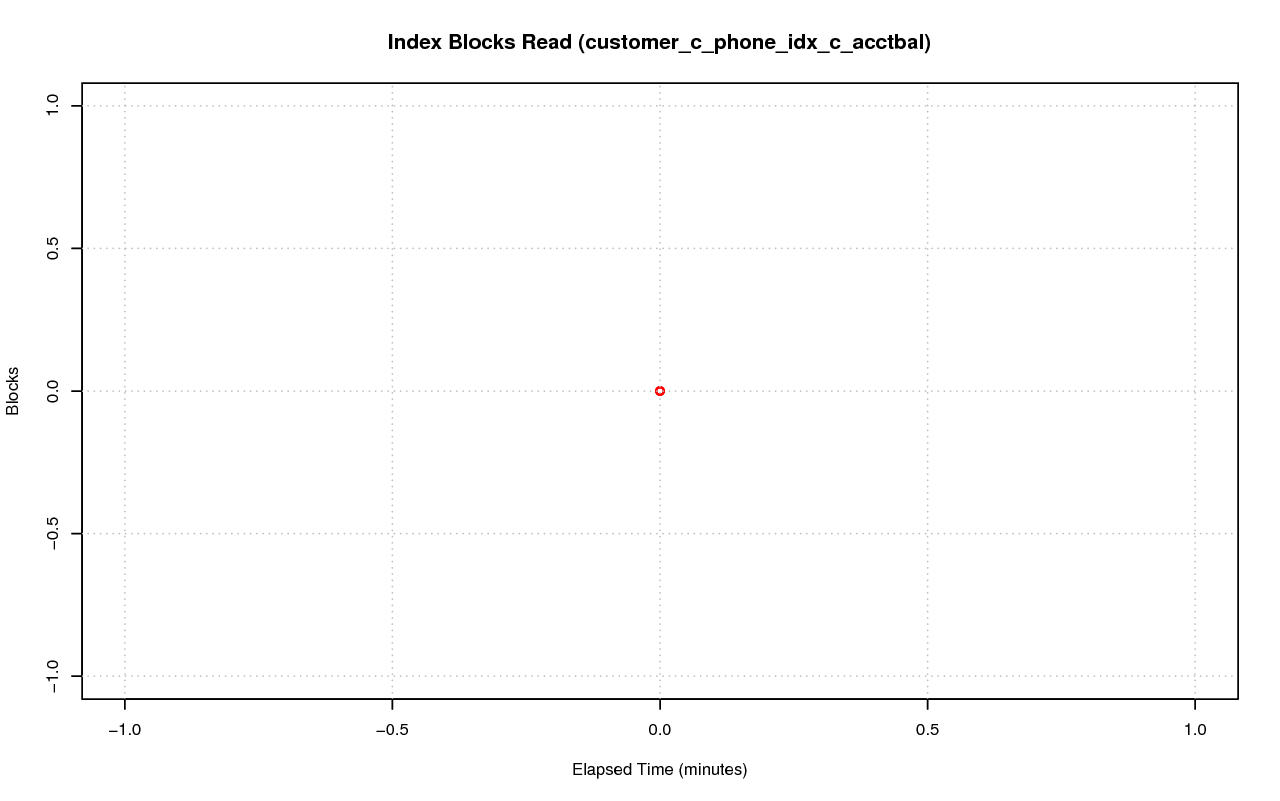 Index Blocks Read (customer_c_phone_idx_c_acctbal)
1.0
0.5
0.0
−0.5
−1.0
Blocks
−1.0 −0.5 0.0 0.5 1.0
Elapsed Time (minutes)